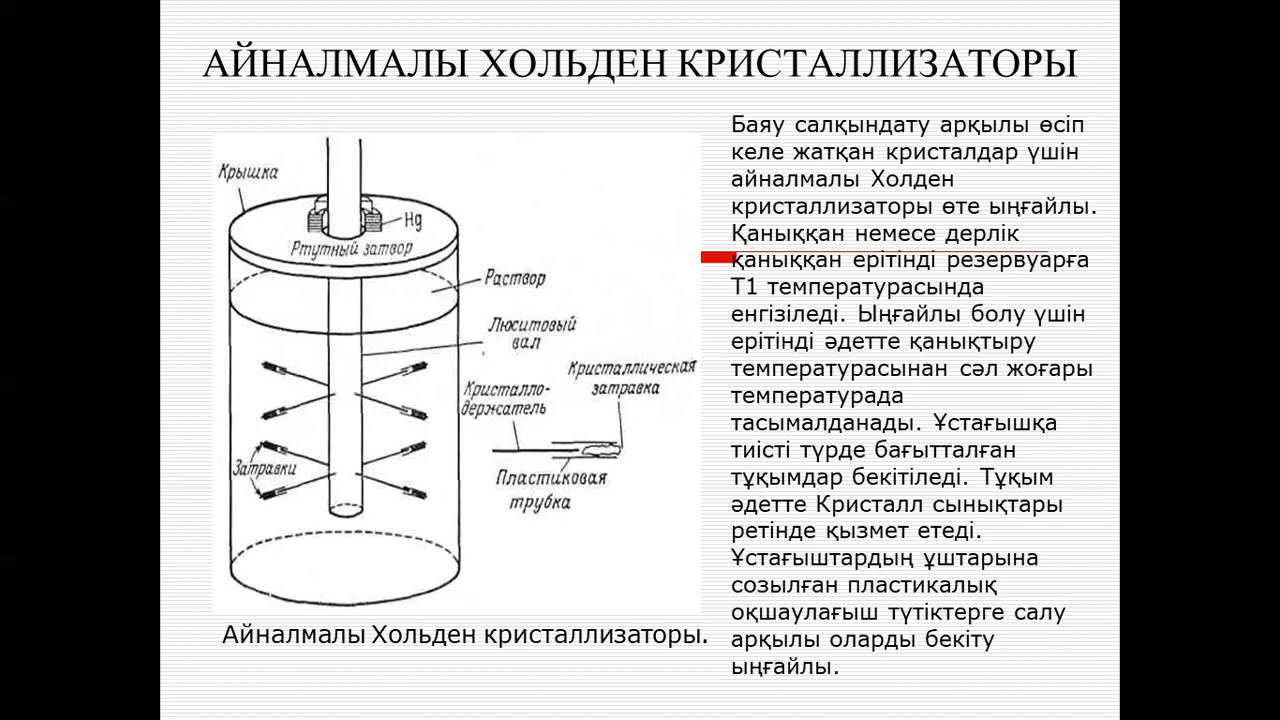 АЙНАЛМАЛЫ ХОЛЬДЕН КРИСТАЛЛИЗАТОРЫ
Крышка
Hg
Ртутный затвор
Раствор
Люситовый
вал
Кристаллическая
затравка
Кристалло-
держатель
Затравки
Пластиковая
трубка
Айналмалы Хольден кристаллизаторы.
Баяу салқындату арқылы өсіп
келе жатқан кристалдар үшін
айналмалы Холден
кристаллизаторы өте ыңғайлы.
Қаныққан немесе дерлік
қаныққан ерітінді резервуарға
Т1 температурасында
енгізіледі. Ыңғайлы болу үшін
ерітінді әдетте қанықтыру
температурасынан сәл жоғары
температурада
тасымалданады. Ұстағышқа
тиісті түрде бағытталған
тұқымдар бекітіледі. Тұқым
әдетте Кристалл сынықтары
ретінде қызмет етеді.
Ұстағыштардың ұштарына
созылған пластикалық
оқшаулағыш түтіктерге салу
арқылы оларды бекіту
ыңғайлы.